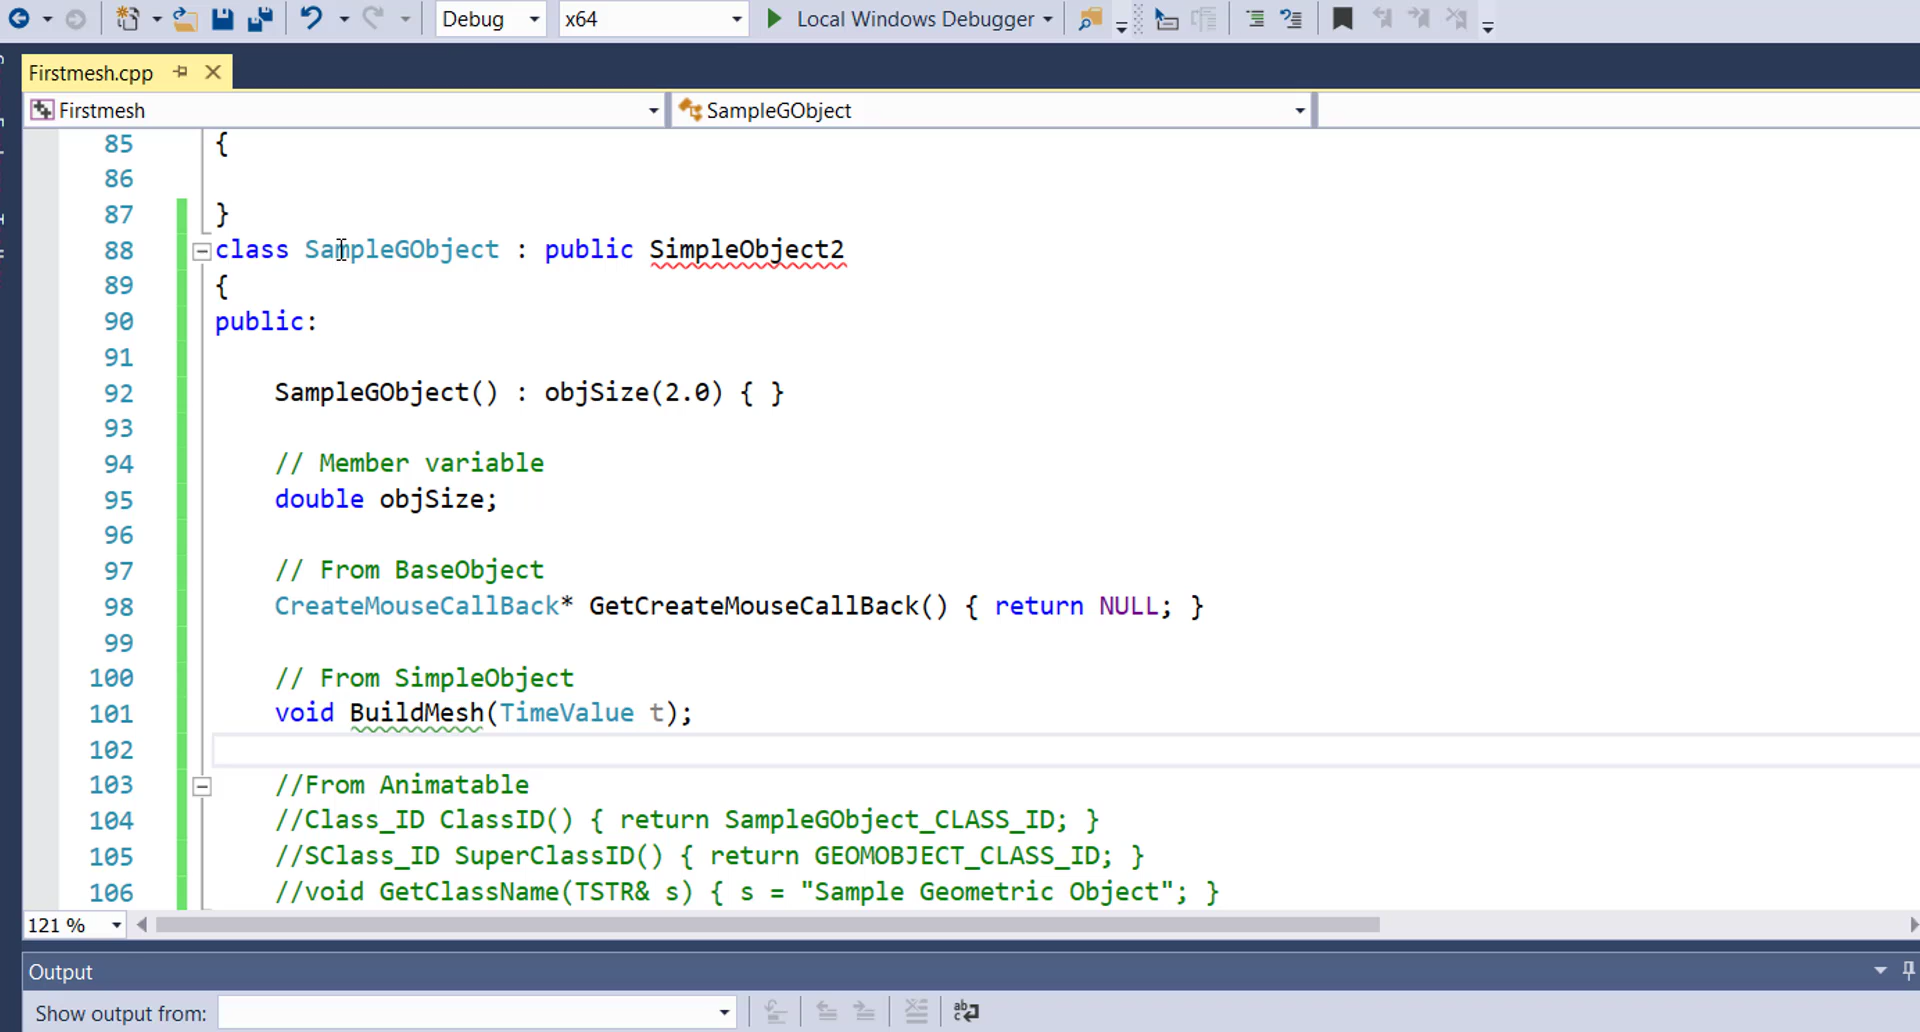 Debug x64 Local Windows Debugger
Firstmesh.cpp
Firstmesh SampleGObject
85 {
86
87 }
88 class SampleGObject : public SimpleObject2
89 {
90 public:
91
92 SampleGObject() : objSize(2.0) { }
93
94 // Member variable
95 double objSize;
96
97 // From BaseObject
98 CreateMouseCallBack* GetCreateMouseCallBack() { return NULL; }
99
100 // From SimpleObject
101 void BuildMesh(TimeValue t);
102
103 //From Animatable
104 //Class_ID ClassID() { return SampleGObject_CLASS_ID; }
105 //SClass_ID SuperClassID() { return GEOMOBJECT_CLASS_ID; }
106 //void GetClassName(TSTR& s) { s = "Sample Geometric Object"; }
121 %
Output
Show output from: